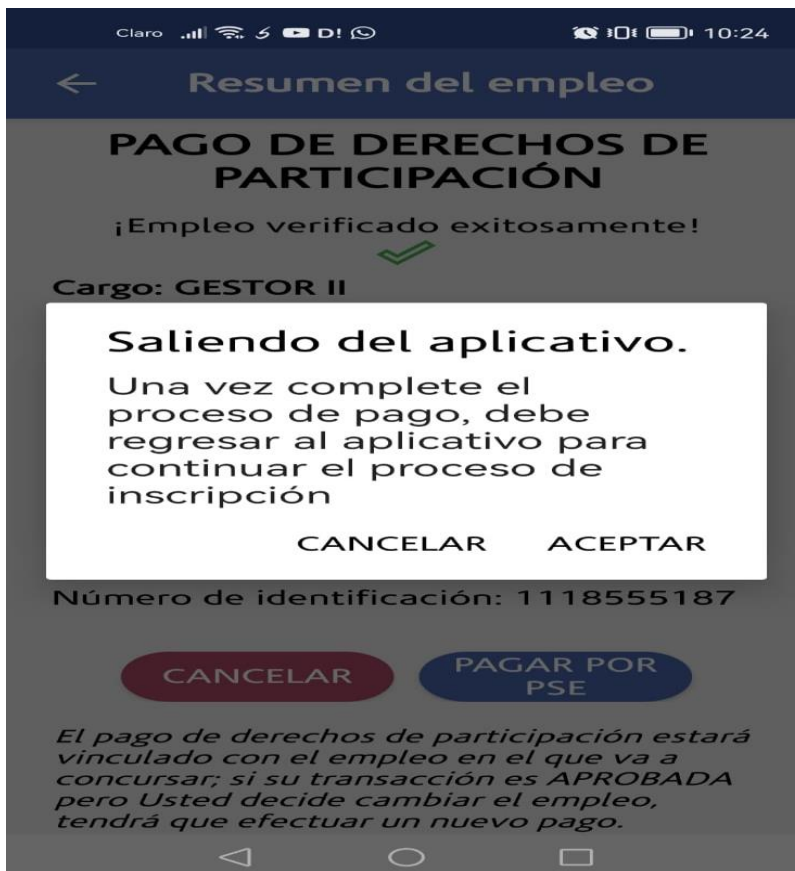 Claro D! 10:24
Resumen del empleo
PAGO DE DERECHOS DE
PARTICIPACIÓN
¡Empleo verificado exitosamente!
Cargo: GESTOR II
Saliendo del aplicativo.
Una vez complete el
proceso de pago, debe
regresar al aplicativo para
continuar el proceso de
inscripción
CANCELAR ACEPTAR
Número de identificación: 1118555187
CANCELAR PAGAR POR
PSE
El pago de derechos de participación estará
vinculado con el empleo en el que va a
concursar; si su transacción es APROBADA
pero Usted decide cambiar el empleo,
tendrá que efectuar un nuevo pago.